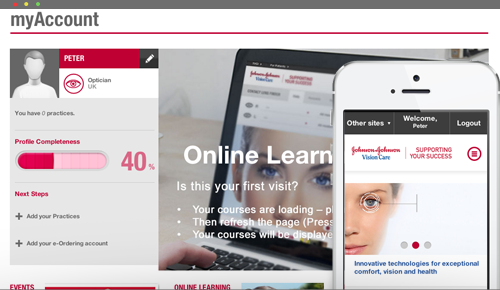 myAccount
PETER
Optician
UK
You have 0 practices.
Profile Completeness
40%
Next Steps
Add your Practices
Add your e-Ordering account
EVENTS
ONLINE LEARNING
Online Learn
Is this your first visit?
• Your courses are loading – p
• Then refresh the page (Press
• Your courses will be displaye
Johnson & Johnson
Vision Care
SUPPORTING
YOUR SUCCESS
Other sites ▾
Welcome,
Peter
Logout
Johnson & Johnson
Vision Care
SUPPORTING
YOUR SUCCESS
Innovative technologies for exceptional
comfort, vision and health